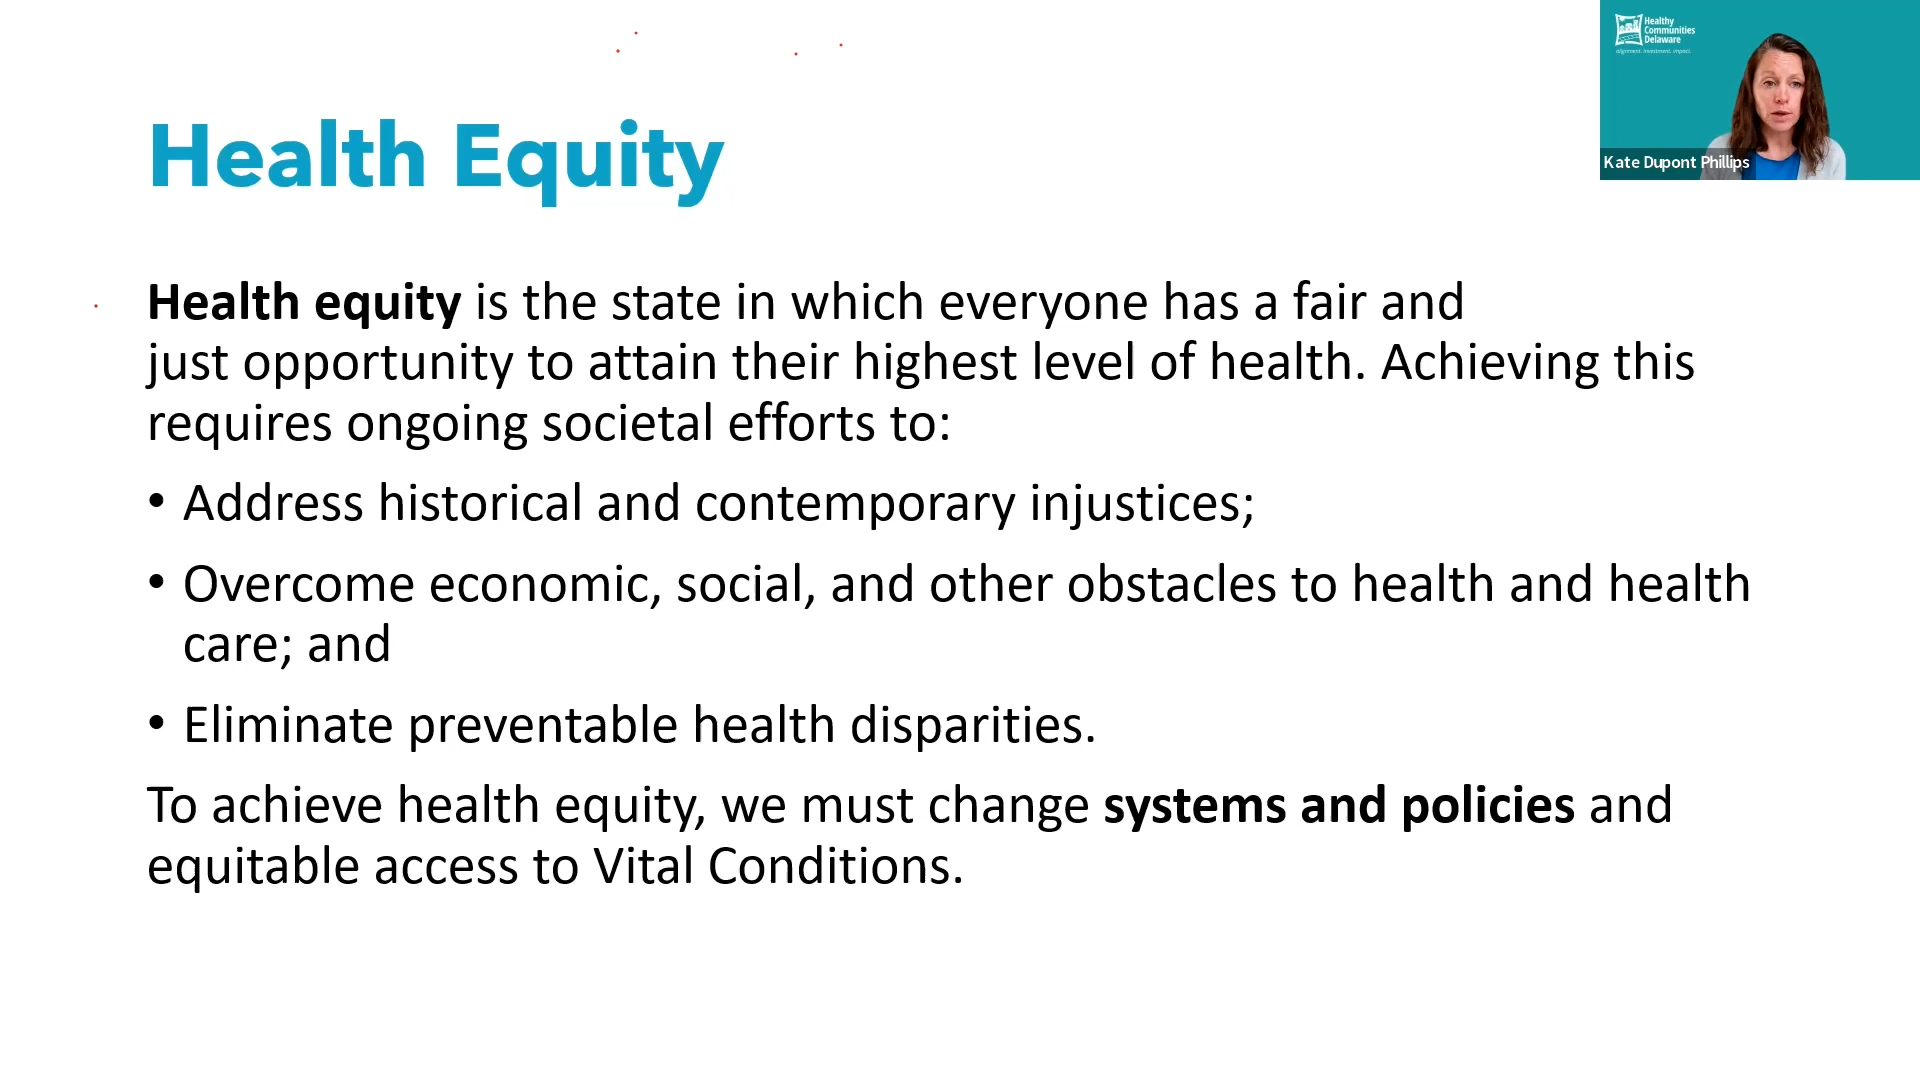 Healthy
Communities
Delaware
alignment. investment. impact.
Kate Dupont Phillips
Health Equity
Health equity is the state in which everyone has a fair and
just opportunity to attain their highest level of health. Achieving this
requires ongoing societal efforts to:
• Address historical and contemporary injustices;
• Overcome economic, social, and other obstacles to health and health
care; and
• Eliminate preventable health disparities.
To achieve health equity, we must change systems and policies and
equitable access to Vital Conditions.